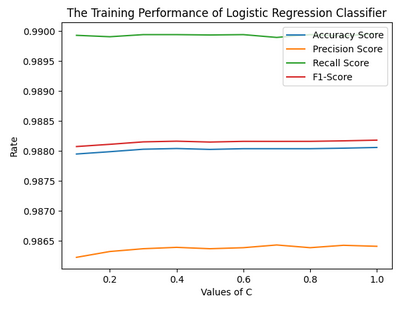 The Training Performance of Logistic Regression Classifier
0.9900
0.9895
0.9890
0.9885
0.9880
0.9875
0.9870
0.9865
Rate
Accuracy Score
Precision Score
Recall Score
F1-Score
0.2 0.4 0.6 0.8 1.0
Values of C